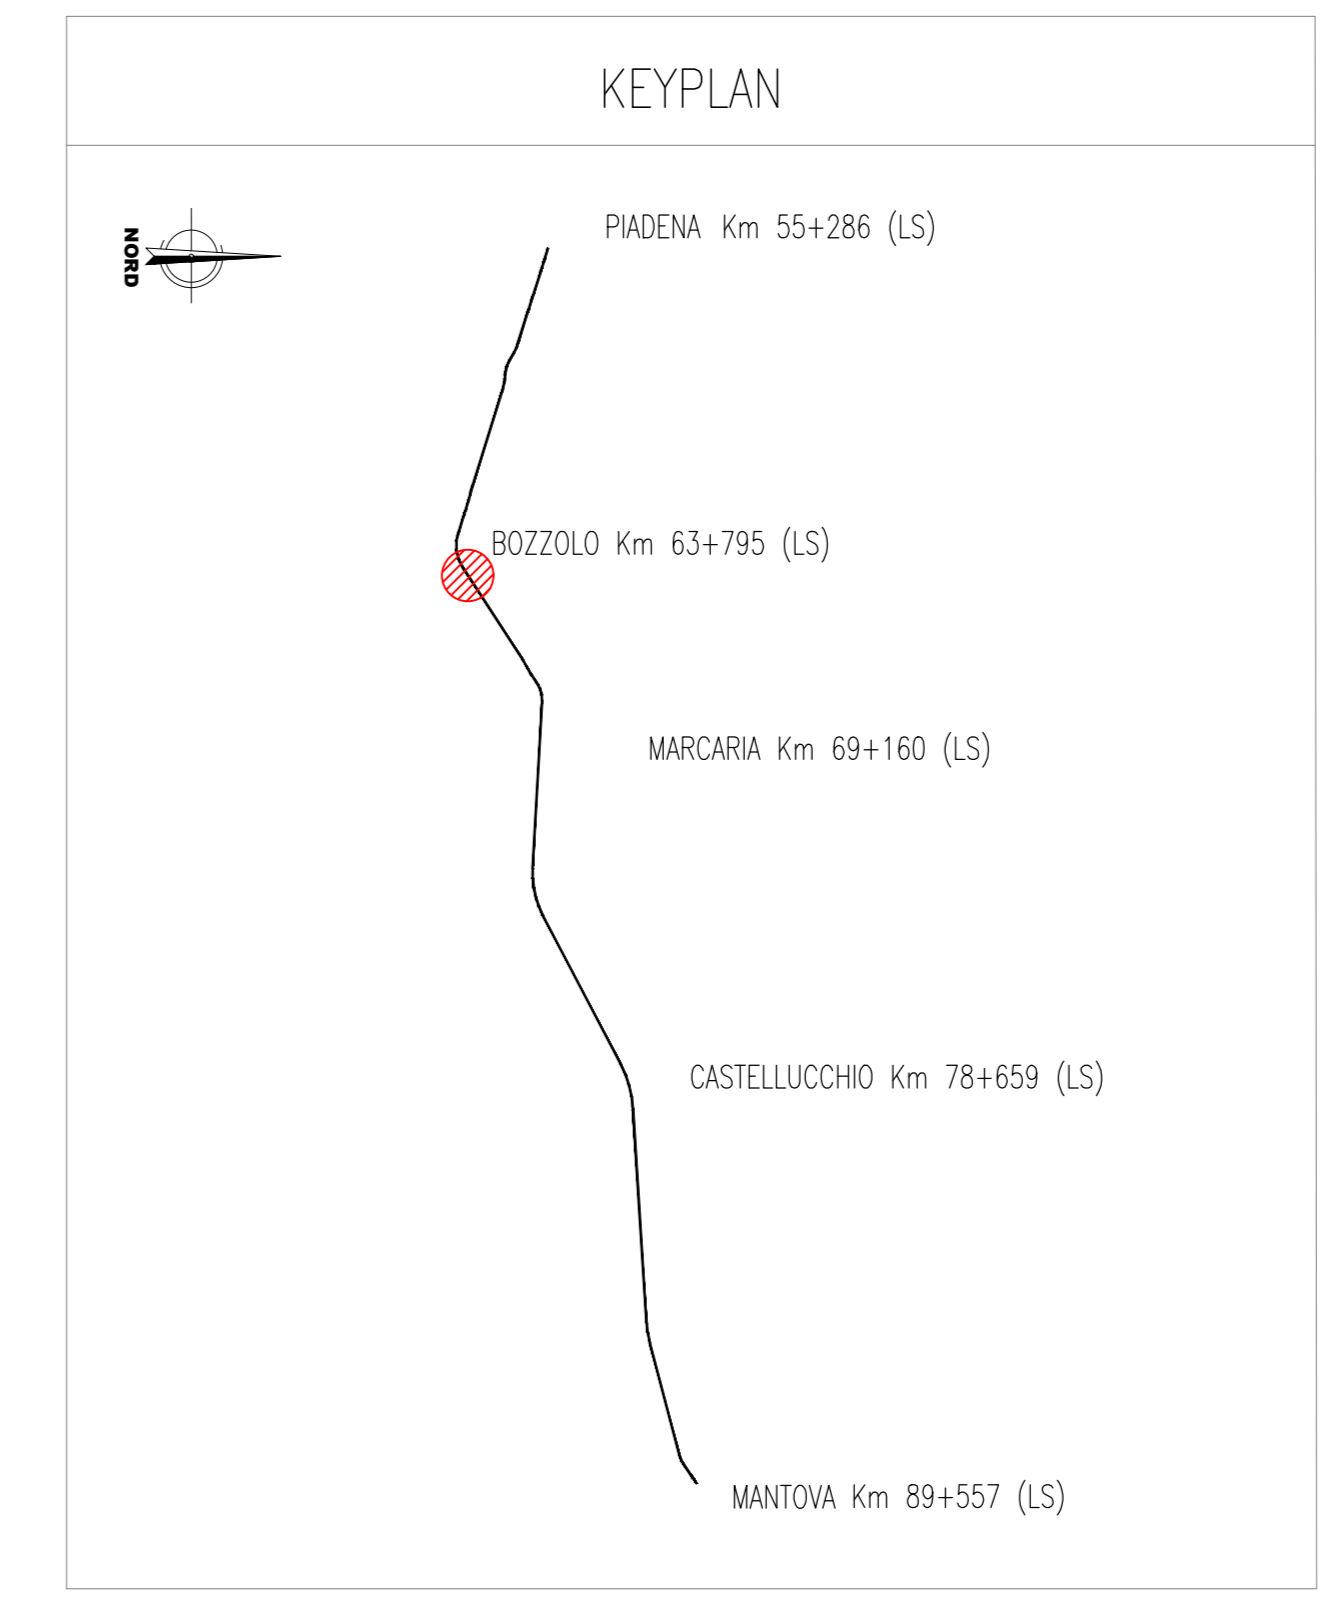 KEYPLAN
NORD
PIADENA Km 55+286 (LS)
BOZZOLO Km 63+795 (LS)
MARCARIA Km 69+160 (LS)
CASTELLUCCHIO Km 78+659 (LS)
MANTOVA Km 89+557 (LS)